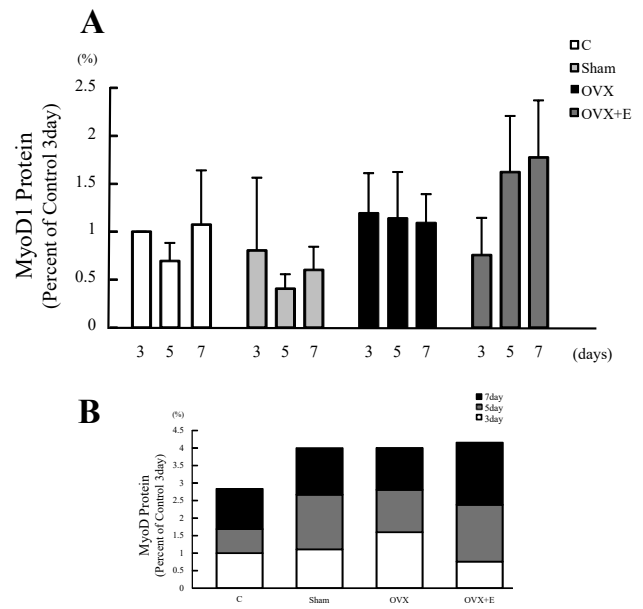 A
C
Sham
OVX
OVX+E
(%)
2.5
2
1.5
1
0.5
0
MyoD1 Protein
(Percent of Control 3day)
3 5 7 3 5 7 3 5 7 3 5 7 (days)
B
7day
5day
3day
(%)
4.5
4
3.5
3
2.5
2
1.5
1
0.5
0
MyoD Protein
(Percent of Control 3day)
C Sham OVX OVX+E